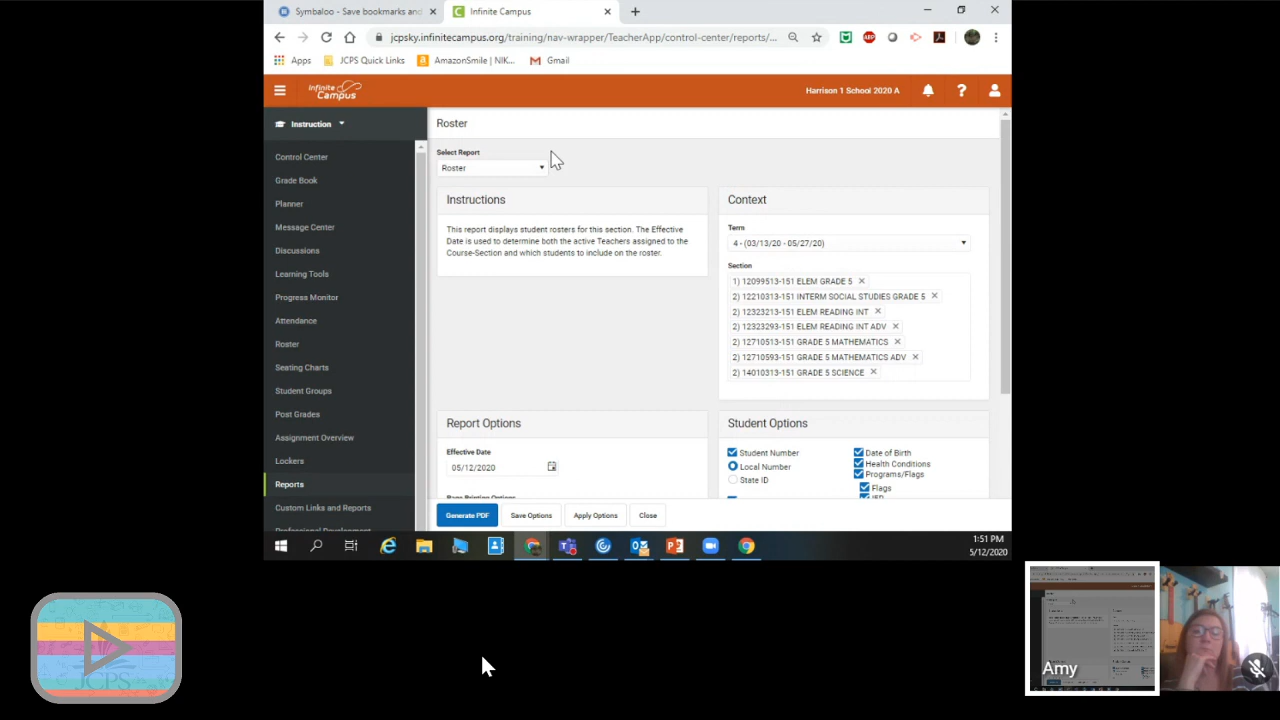 Symbaloo - Save bookmarks and
Infinite Campus
jcpsky.infinitecampus.org/training/nav-wrapper/TeacherApp/control-center/reports/...
Apps
JCPS Quick Links
AmazonSmile | NIK...
Gmail
Infinite Campus
Harrison 1 School 2020 A
Instruction
Control Center
Grade Book
Planner
Message Center
Discussions
Learning Tools
Progress Monitor
Attendance
Roster
Seating Charts
Student Groups
Post Grades
Assignment Overview
Lockers
Reports
Custom Links and Reports
Professional Development
Roster
Select Report
Roster
Instructions
This report displays student rosters for this section. The Effective
Date is used to determine both the active Teachers assigned to the
Course-Section and which students to include on the roster.
Context
Term
4 - (03/13/20 - 05/27/20)
Section
1) 12099513-151 ELEM GRADE 5
2) 12210313-151 INTERM SOCIAL STUDIES GRADE 5
2) 12323213-151 ELEM READING INT
2) 12323293-151 ELEM READING INT ADV
2) 12710513-151 GRADE 5 MATHEMATICS
2) 12710593-151 GRADE 5 MATHEMATICS ADV
2) 14010313-151 GRADE 5 SCIENCE
Report Options
Effective Date
05/12/2020
Page Printing Options
Student Options
Student Number
Local Number
State ID
Date of Birth
Health Conditions
Programs/Flags
Flags
IEP
Generate PDF
Save Options
Apply Options
Close
1:51 PM
5/12/2020
JCPS
Amy